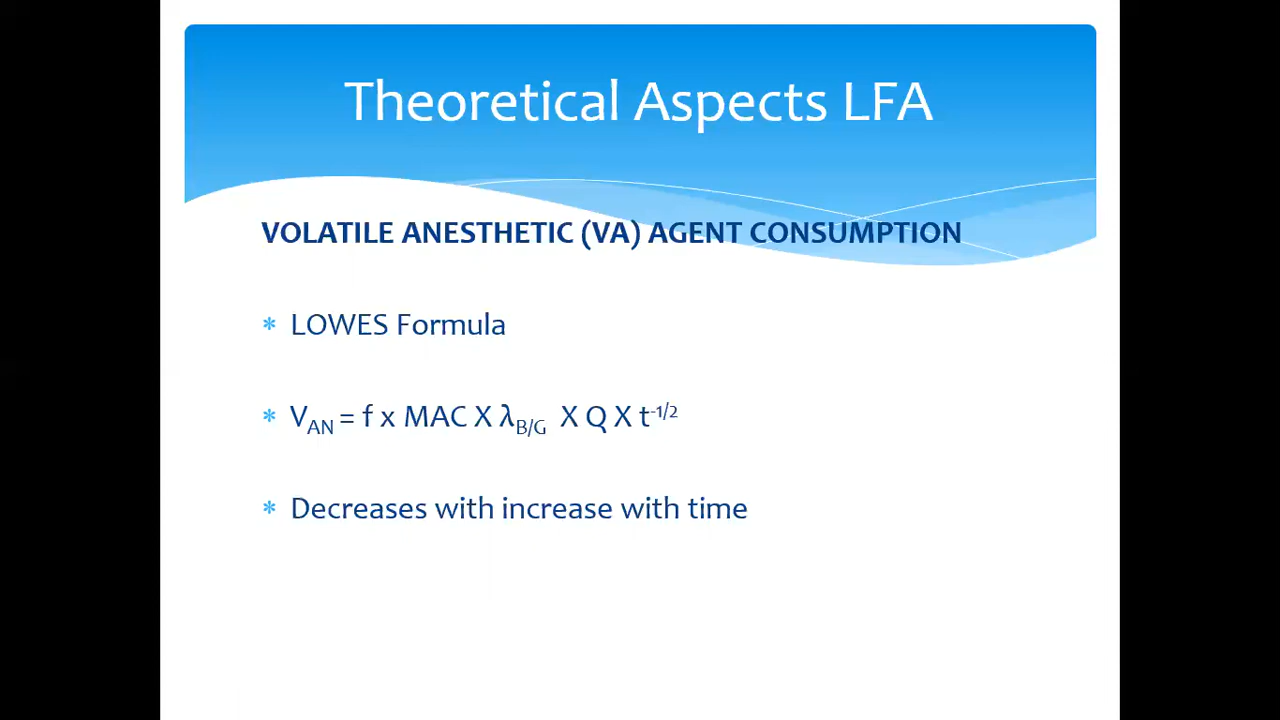 Theoretical Aspects LFA
VOLATILE ANESTHETIC (VA) AGENT CONSUMPTION
* LOWES Formula
* V_AN = f x MAC X λ_B/G X Q X t^-1/2
* Decreases with increase with time